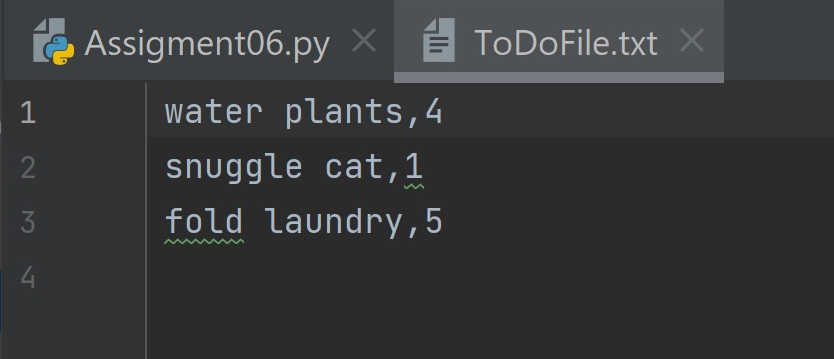 Assigment06.py ToDoFile.txt
1 water plants,4
2 snuggle cat,1
3 fold laundry,5
4